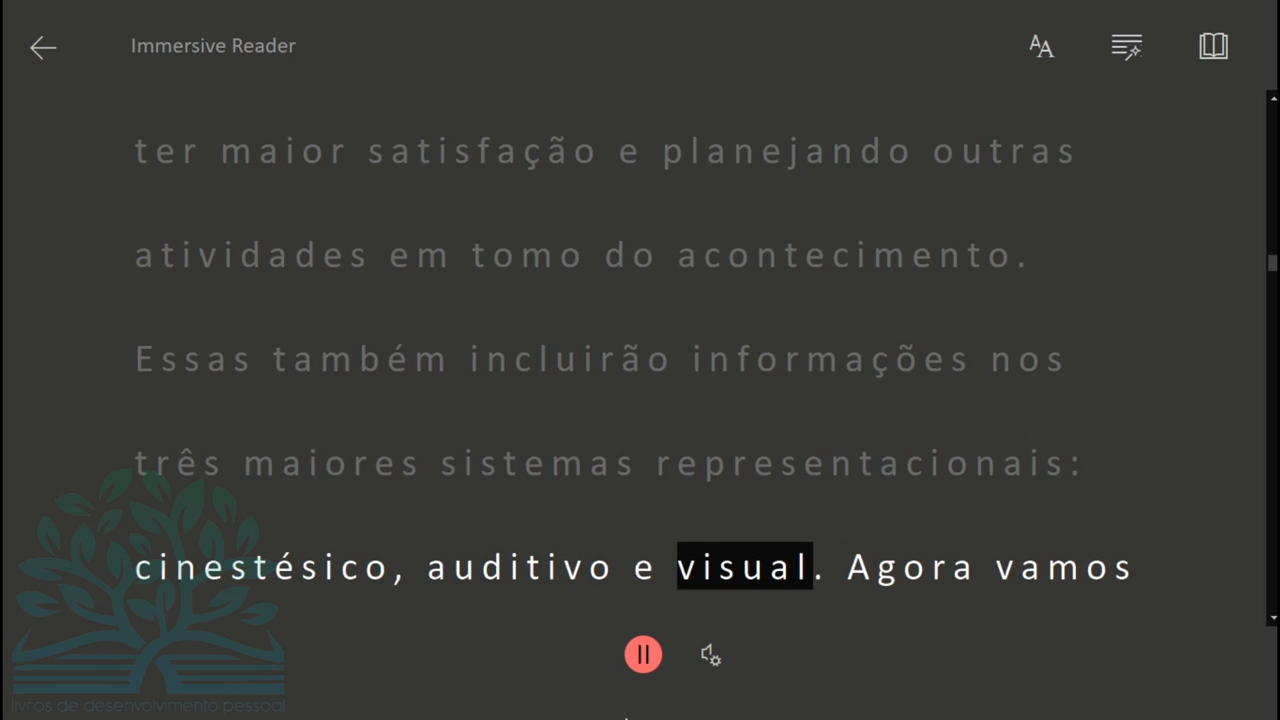 Immersive Reader
ter maior satisfação e planejando outras
atividades em tomo do acontecimento.
Essas também incluirão informações nos
três maiores sistemas representacionais:
cinestésico, auditivo e visual. Agora vamos
livros de desenvolvimento pessoal